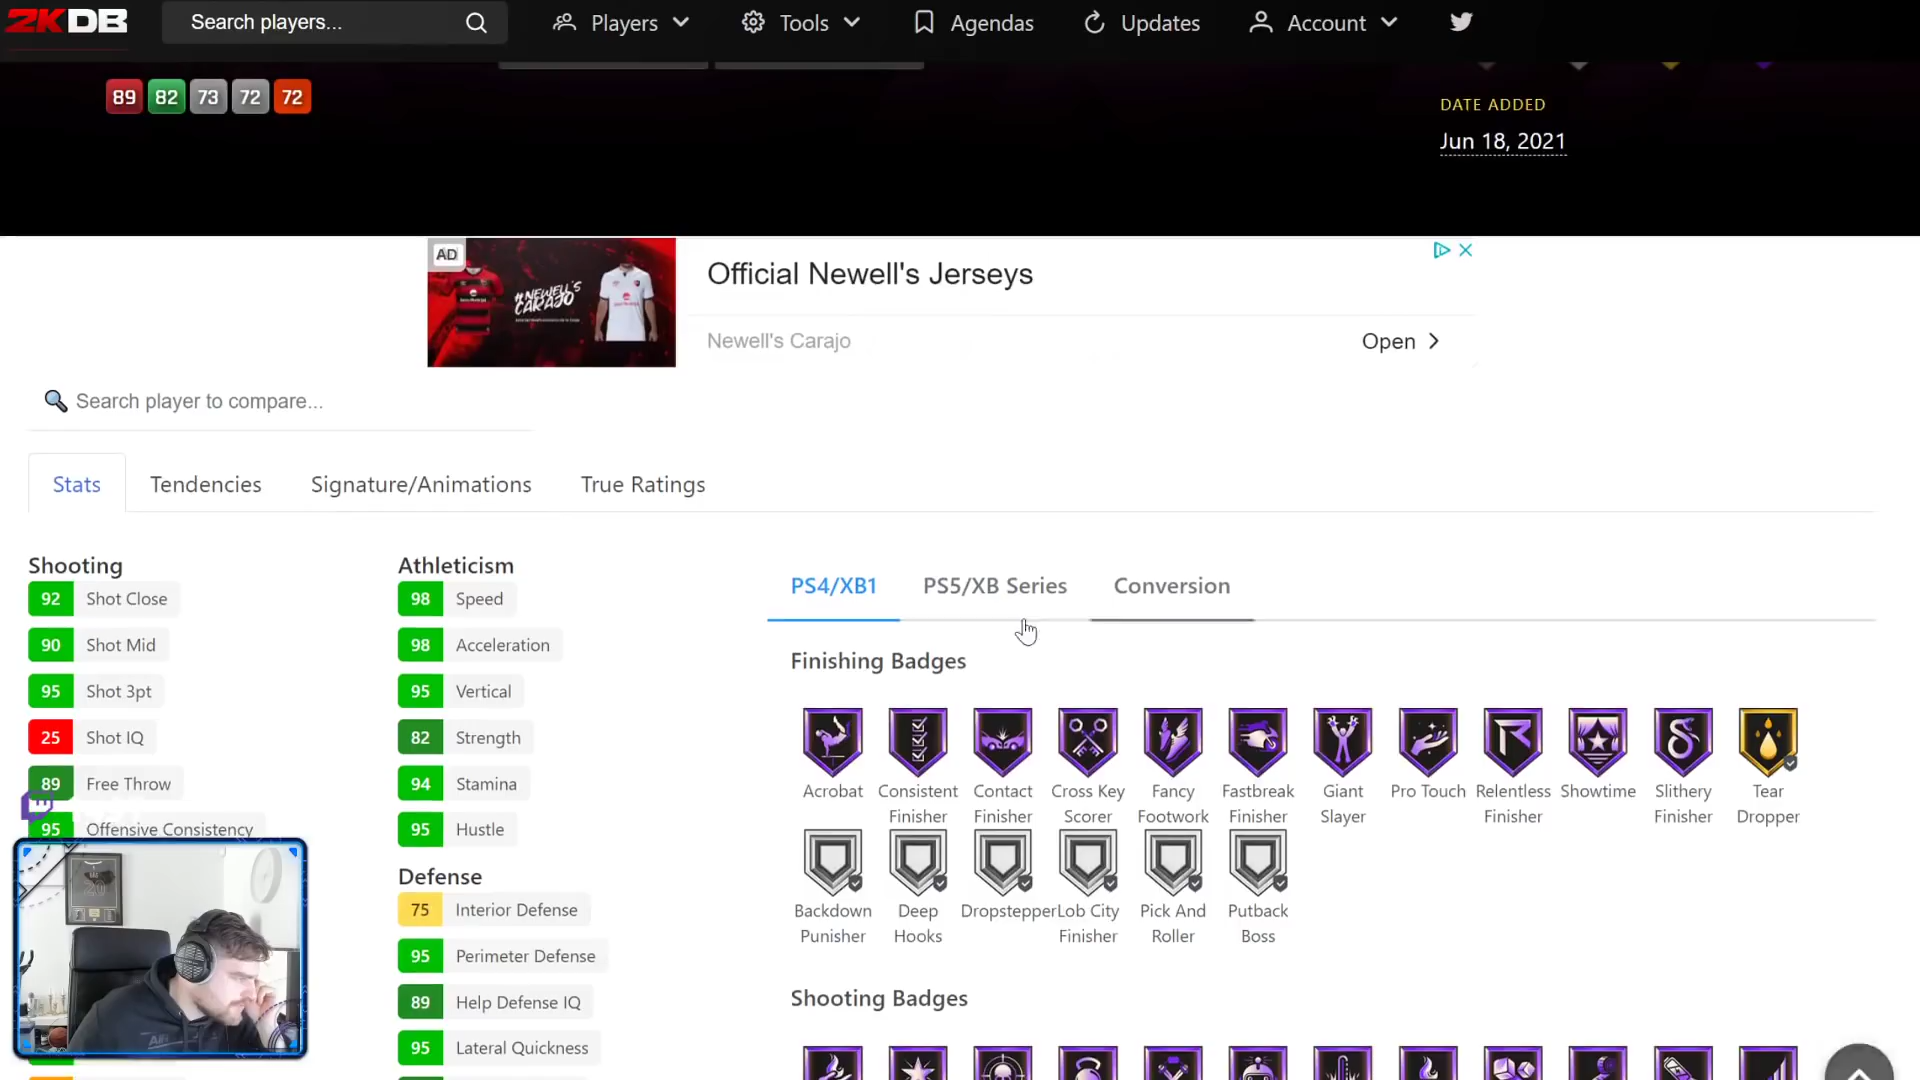 2KDB
Search players...
Players
Tools
Agendas
Updates
Account
89 82 73 72 72
DATE ADDED
Jun 18, 2021
AD
#NEWELL'S
CARAJO
Official Newell's Jerseys
Newell's Carajo
Open
Search player to compare...
Stats
Tendencies
Signature/Animations
True Ratings
Shooting
92 Shot Close
90 Shot Mid
95 Shot 3pt
25 Shot IQ
89 Free Throw
95 Offensive Consistency
Athleticism
98 Speed
98 Acceleration
95 Vertical
82 Strength
94 Stamina
95 Hustle
Defense
75 Interior Defense
95 Perimeter Defense
89 Help Defense IQ
95 Lateral Quickness
PS4/XB1
PS5/XB Series
Conversion
Finishing Badges
Acrobat
Consistent Finisher
Contact Finisher
Cross Key Scorer
Fancy Footwork
Fastbreak Finisher
Giant Slayer
Pro Touch
Relentless Finisher
Showtime
Slithery Finisher
Tear Dropper
Backdown Punisher
Deep Hooks
Dropstepper
Lob City Finisher
Pick And Roller
Putback Boss
Shooting Badges